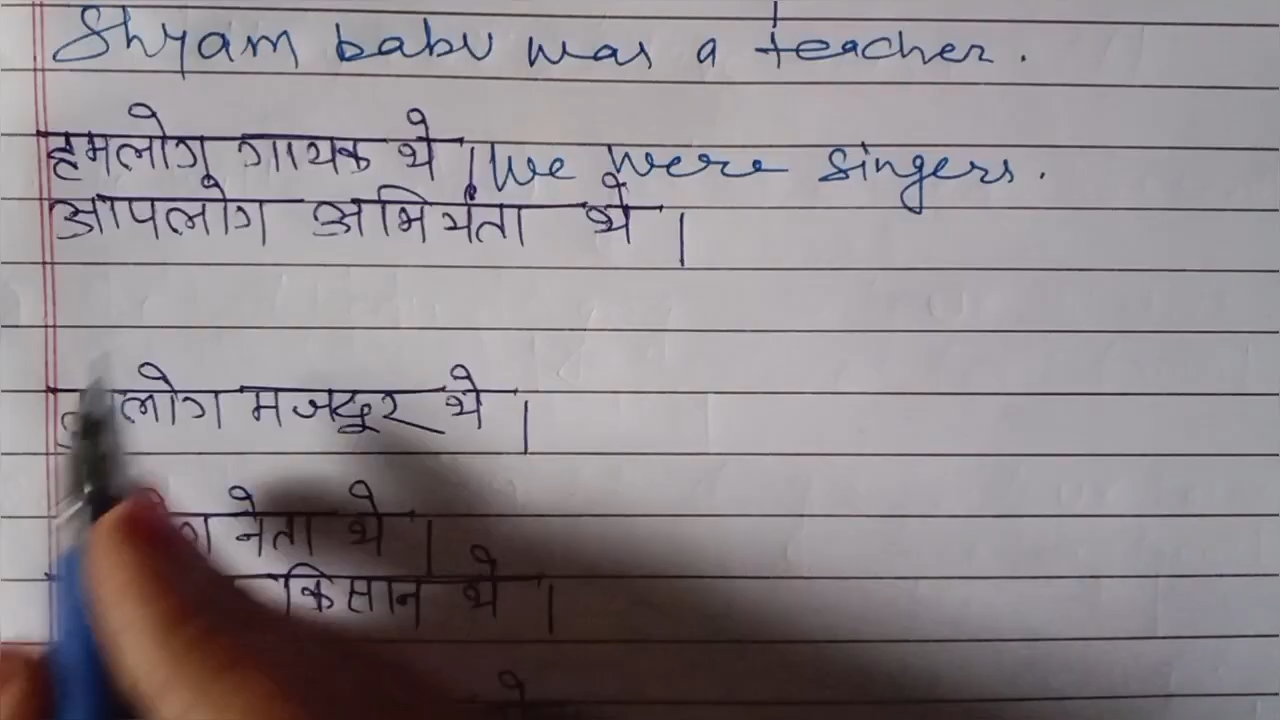 Shyam babu was a teacher.
हमलोग गायक थे । We were singers.
आपलोग अभियंता थे ।
मजदूर थे ।
नेता थे ।
किसान थे ।